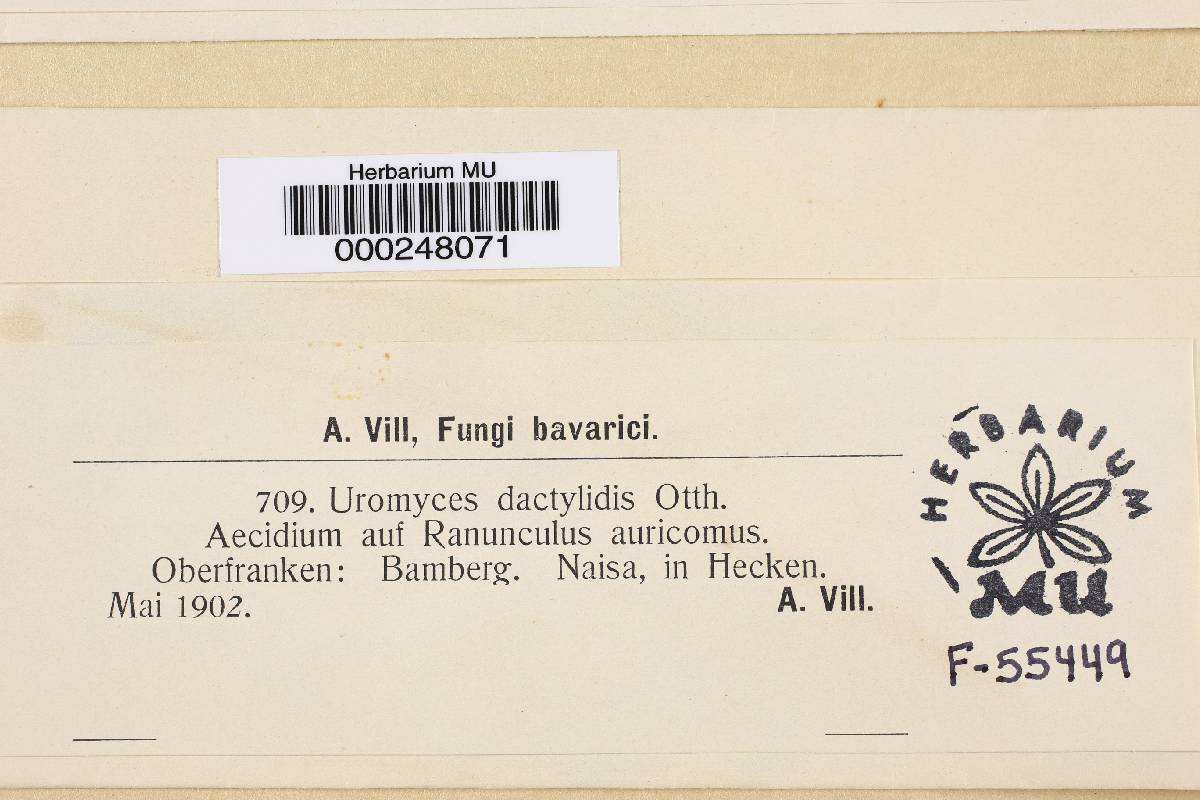 Herbarium MU
000248071
A. Vill, Fungi bavarici.
709. Uromyces dactylidis Otth.
Aecidium auf Ranunculus auricomus.
Oberfranken: Bamberg. Naisa, in Hecken.
Mai 1902.
A. Vill.
HERBARIUM
MU
F-55449